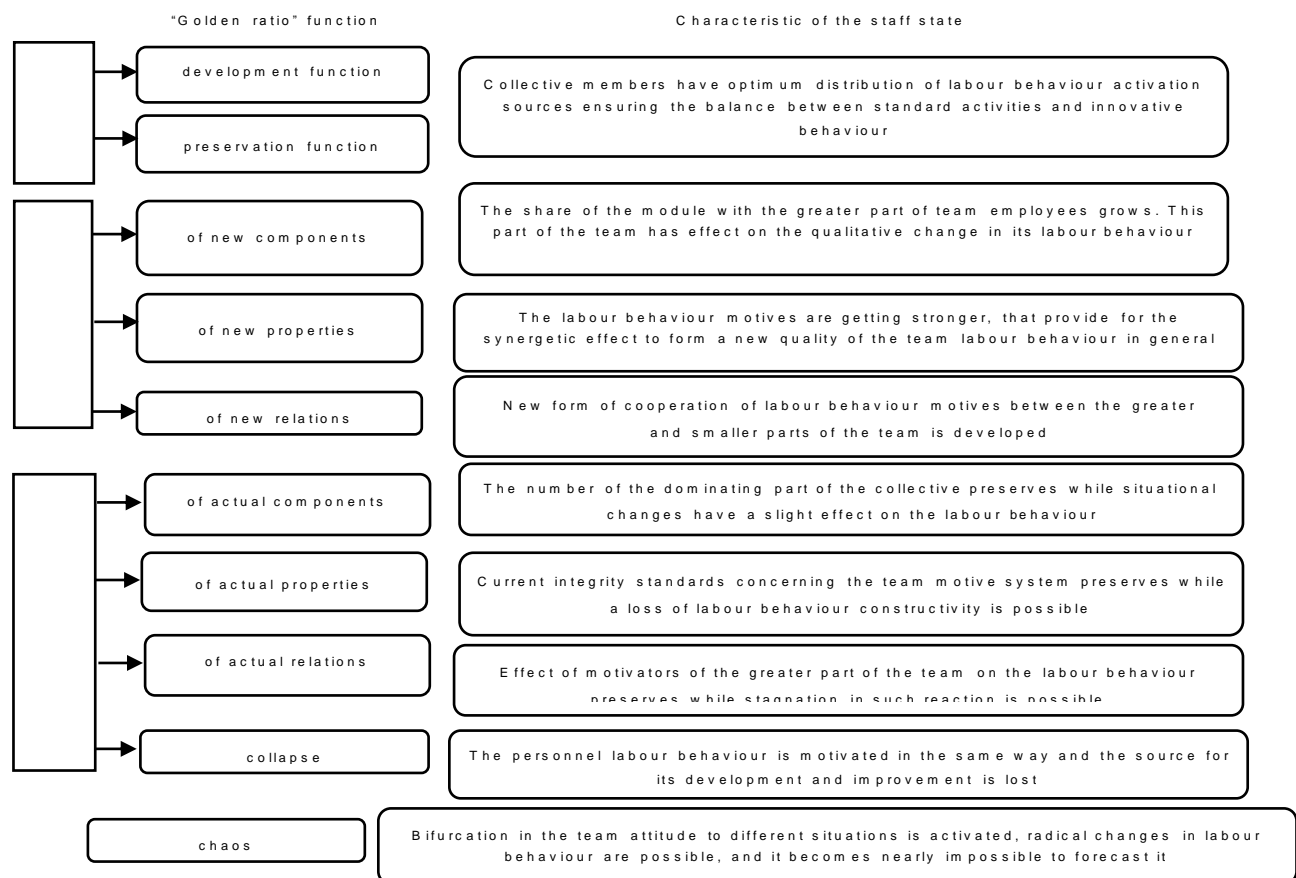 "Golden ratio" function
Characteristic of the staff state
development function
preservation function
Collective members have optimum distribution of labour behaviour activation
sources ensuring the balance between standard activities and innovative
behaviour
of new components
The share of the module with the greater part of team employees grows. This
part of the team has effect on the qualitative change in its labour behaviour
of new properties
The labour behaviour motives are getting stronger, that provide for the
synergetic effect to form a new quality of the team labour behaviour in general
of new relations
New form of cooperation of labour behaviour motives between the greater
and smaller parts of the team is developed
of actual components
The number of the dominating part of the collective preserves while situational
changes have a slight effect on the labour behaviour
of actual properties
Current integrity standards concerning the team motive system preserves while
a loss of labour behaviour constructivity is possible
of actual relations
Effect of motivators of the greater part of the team on the labour behaviour
preserves while stagnation in such reaction is possible
collapse
The personnel labour behaviour is motivated in the same way and the source for
its development and improvement is lost
chaos
Bifurcation in the team attitude to different situations is activated, radical changes in labour
behaviour are possible, and it becomes nearly impossible to forecast it